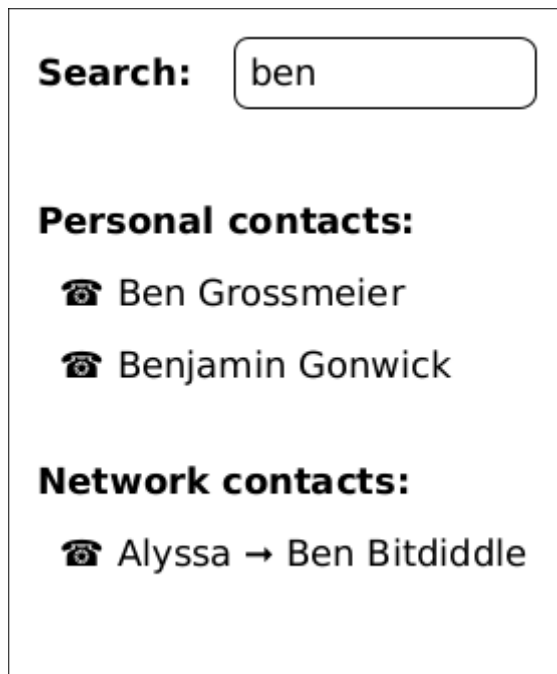 Search: ben
Personal contacts:
☎ Ben Grossmeier
☎ Benjamin Gonwick
Network contacts:
☎ Alyssa → Ben Bitdiddle